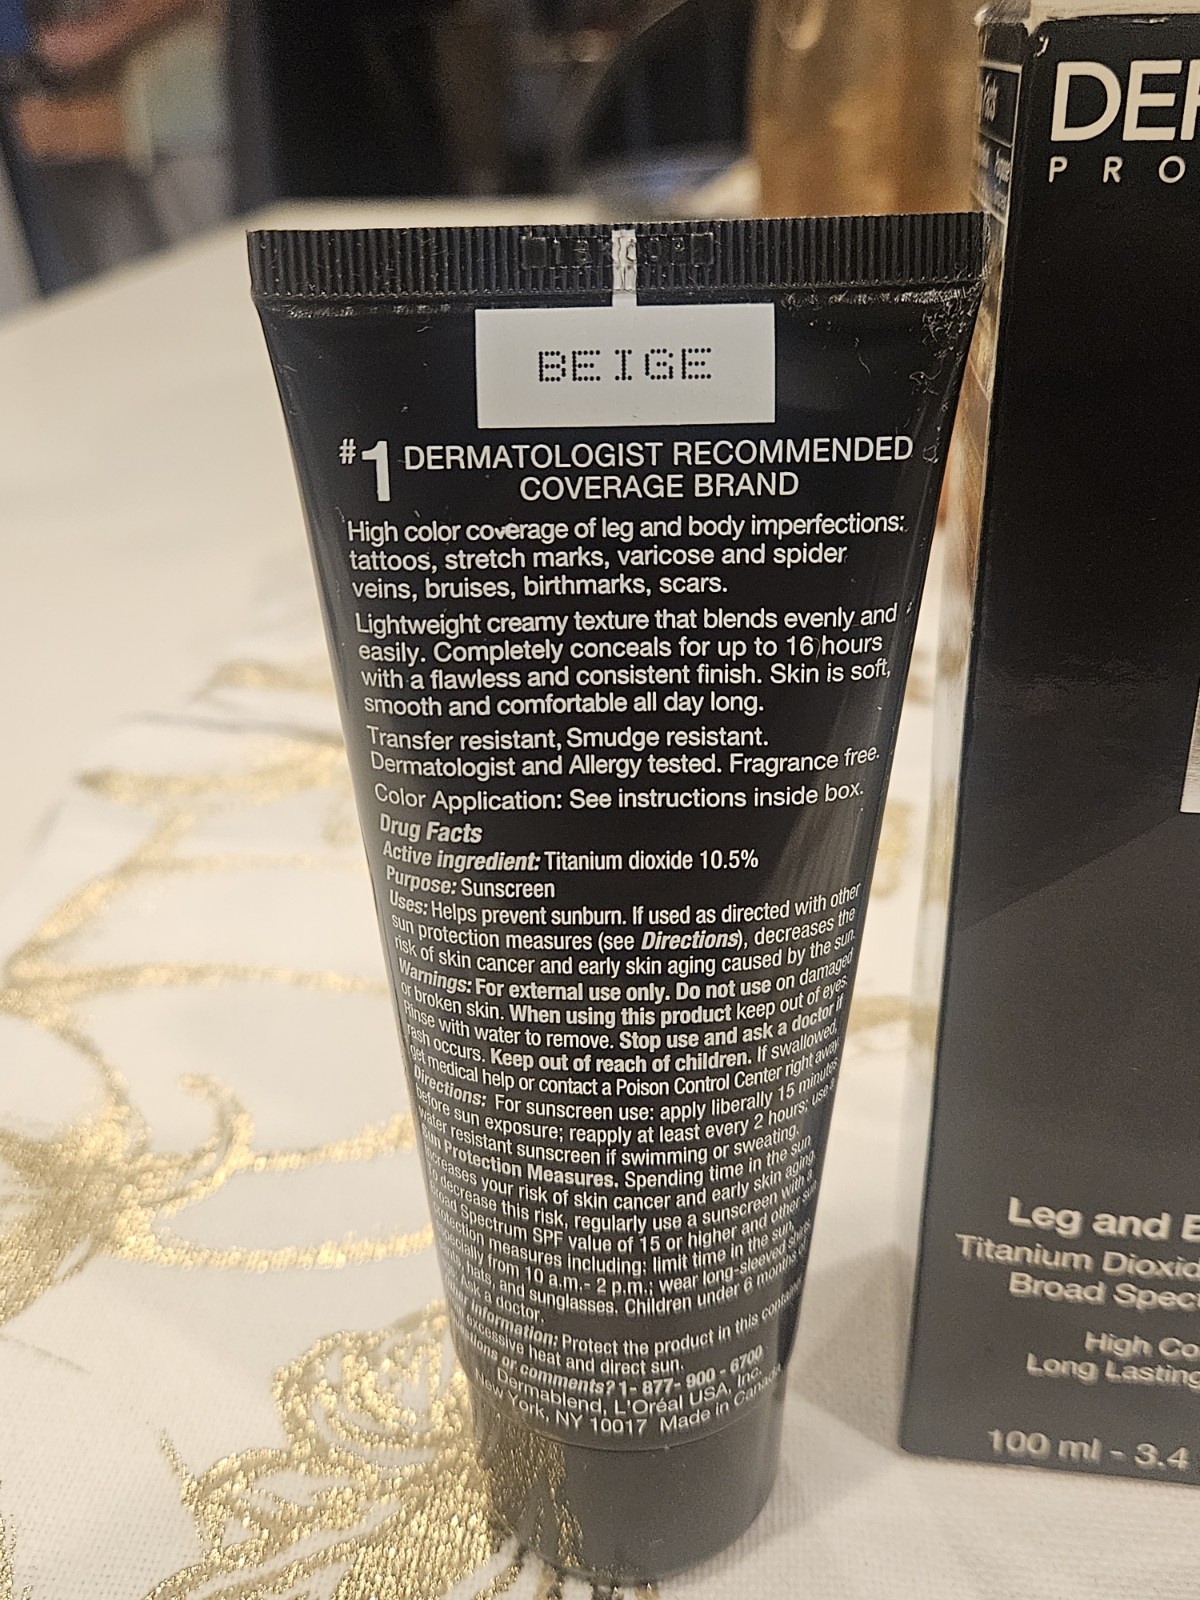 BEIGE
#1 DERMATOLOGIST RECOMMENDED
COVERAGE BRAND
High color coverage of leg and body imperfections:
tattoos, stretch marks, varicose and spider
veins, bruises, birthmarks, scars.
Lightweight creamy texture that blends evenly and
easily. Completely conceals for up to 16 hours
with a flawless and consistent finish. Skin is soft,
smooth and comfortable all day long.
Transfer resistant, Smudge resistant.
Dermatologist and Allergy tested. Fragrance free.
Color Application: See instructions inside box.
Drug Facts
Active ingredient: Titanium dioxide 10.5%
Purpose: Sunscreen
Uses: Helps prevent sunburn. If used as directed with other
sun protection measures (see Directions), decreases the
risk of skin cancer and early skin aging caused by the sun.
Warnings: For external use only. Do not use on damaged
or broken skin. When using this product keep out of eyes.
Rinse with water to remove. Stop use and ask a doctor if
rash occurs. Keep out of reach of children. If swallowed,
get medical help or contact a Poison Control Center right away.
Directions: For sunscreen use: apply liberally 15 minutes
before sun exposure; reapply at least every 2 hours; use a
water resistant sunscreen if swimming or sweating.
Sun Protection Measures. Spending time in the sun
increases your risk of skin cancer and early skin aging.
To decrease this risk, regularly use a sunscreen with a
Broad Spectrum SPF value of 15 or higher and other sun
protection measures including: limit time in the sun,
especially from 10 a.m.- 2 p.m.; wear long-sleeved shirts,
hats, and sunglasses. Children under 6 months
Ask a doctor.
Information: Protect the product in this container
excessive heat and direct sun.
or comments? 1- 877- 900 - 6700
Dermablend, L'Oréal USA, Inc.
New York, NY 10017 Made in Canada
DER
PRO
Leg and B
Titanium Dioxid
Broad Spec
High Co
Long Lasting
100 ml - 3.4